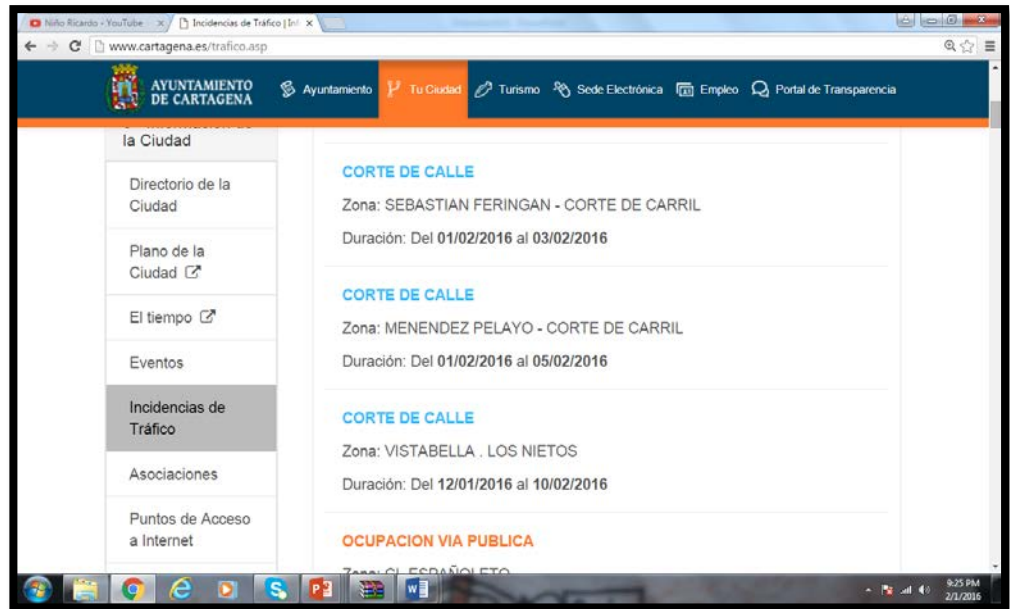 Niño Ricardo - YouTube
Incidencias de Tráfico | Inf
www.cartagena.es/trafico.asp
AYUNTAMIENTO
DE CARTAGENA
Ayuntamiento
Tu Ciudad
Turismo
Sede Electrónica
Empleo
Portal de Transparencia
la Ciudad
Directorio de la
Ciudad
Plano de la
Ciudad
El tiempo
Eventos
Incidencias de
Tráfico
Asociaciones
Puntos de Acceso
a Internet
CORTE DE CALLE
Zona: SEBASTIAN FERINGAN - CORTE DE CARRIL
Duración: Del 01/02/2016 al 03/02/2016
CORTE DE CALLE
Zona: MENENDEZ PELAYO - CORTE DE CARRIL
Duración: Del 01/02/2016 al 05/02/2016
CORTE DE CALLE
Zona: VISTABELLA . LOS NIETOS
Duración: Del 12/01/2016 al 10/02/2016
OCUPACION VIA PUBLICA
Zona: CL ESPAÑOLETO
9:25 PM
2/1/2016